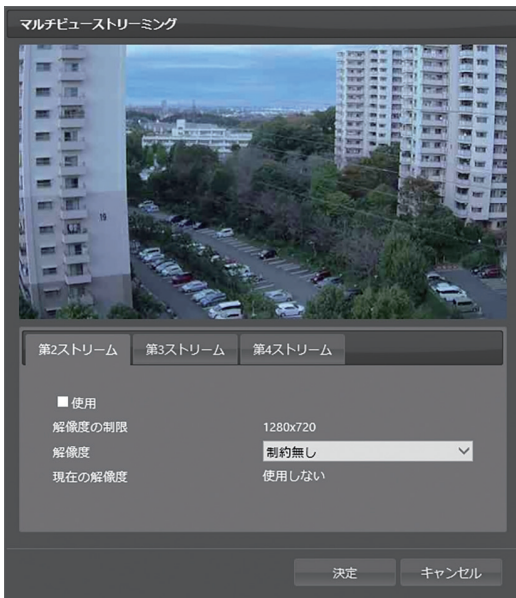 マルチビューストリーミング
19
第2ストリーム 第3ストリーム 第4ストリーム
使用
解像度の制限 1280x720
解像度 制約無し
現在の解像度 使用しない
決定 キャンセル